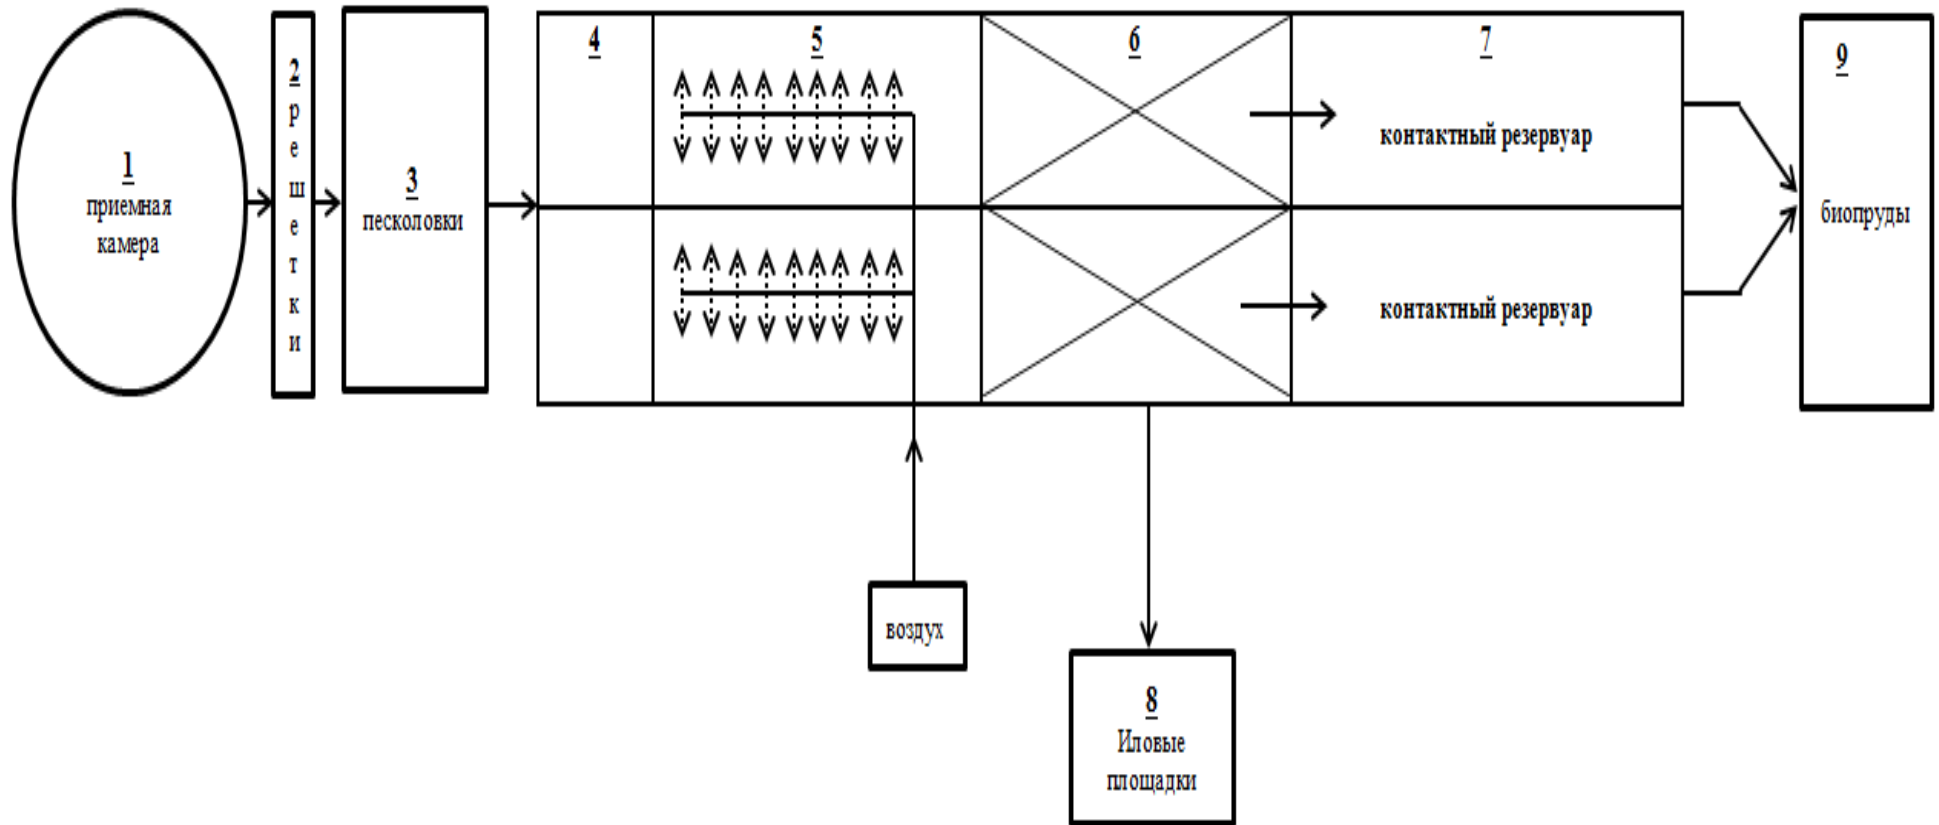 1
приемная
камера
2
р
е
ш
е
т
к
и
3
песколовки
4
5
6
7
контактный резервуар
контактный резервуар
9
биопруды
воздух
8
Иловые
площадки